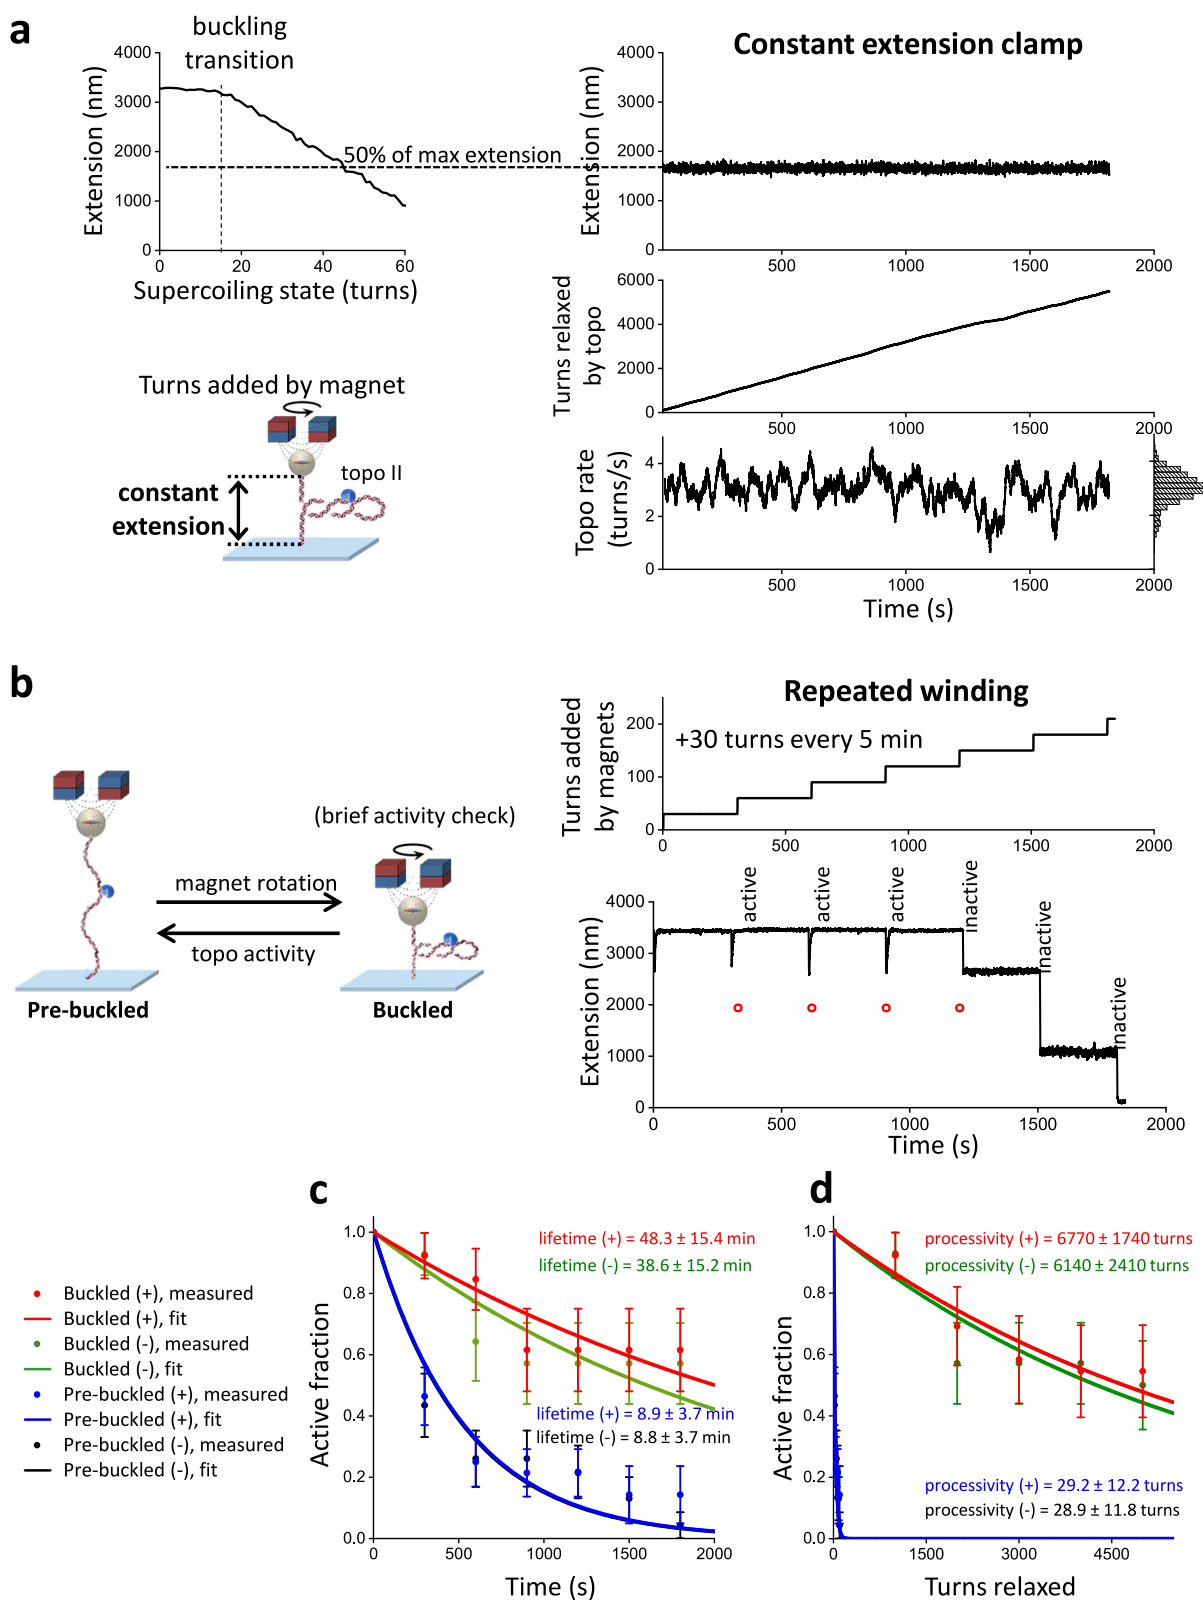 a
buckling
transition
Constant extension clamp
Extension (nm)
4000
3000
2000
1000
0
50% of max extension
0
20
40
60
Supercoiling state (turns)
Extension (nm)
4000
3000
2000
1000
0
500
1000
1500
2000
Turns relaxed
by topo
6000
4000
2000
0
500
1000
1500
2000
Topo rate
(turns/s)
4
2
0
500
1000
1500
2000
Time (s)
Turns added by magnet
topo II
constant
extension
b
Repeated winding
Turns added
by magnets
+30 turns every 5 min
200
100
0
0
500
1000
1500
2000
(brief activity check)
magnet rotation
topo activity
Pre-buckled
Buckled
active
active
active
inactive
inactive
inactive
Extension (nm)
4000
3000
2000
1000
0
0
500
1000
1500
2000
Time (s)
c
Active fraction
1.0
0.8
0.6
0.4
0.2
0.0
lifetime (+) = 48.3 ± 15.4 min
lifetime (-) = 38.6 ± 15.2 min
lifetime (+) = 8.9 ± 3.7 min
lifetime (-) = 8.8 ± 3.7 min
0
500
1000
1500
2000
Time (s)
Buckled (+), measured
Buckled (+), fit
Buckled (-), measured
Buckled (-), fit
Pre-buckled (+), measured
Pre-buckled (+), fit
Pre-buckled (-), measured
Pre-buckled (-), fit
d
Active fraction
1.0
0.8
0.6
0.4
0.2
0.0
processivity (+) = 6770 ± 1740 turns
processivity (-) = 6140 ± 2410 turns
processivity (+) = 29.2 ± 12.2 turns
processivity (-) = 28.9 ± 11.8 turns
0
1500
3000
4500
Turns relaxed